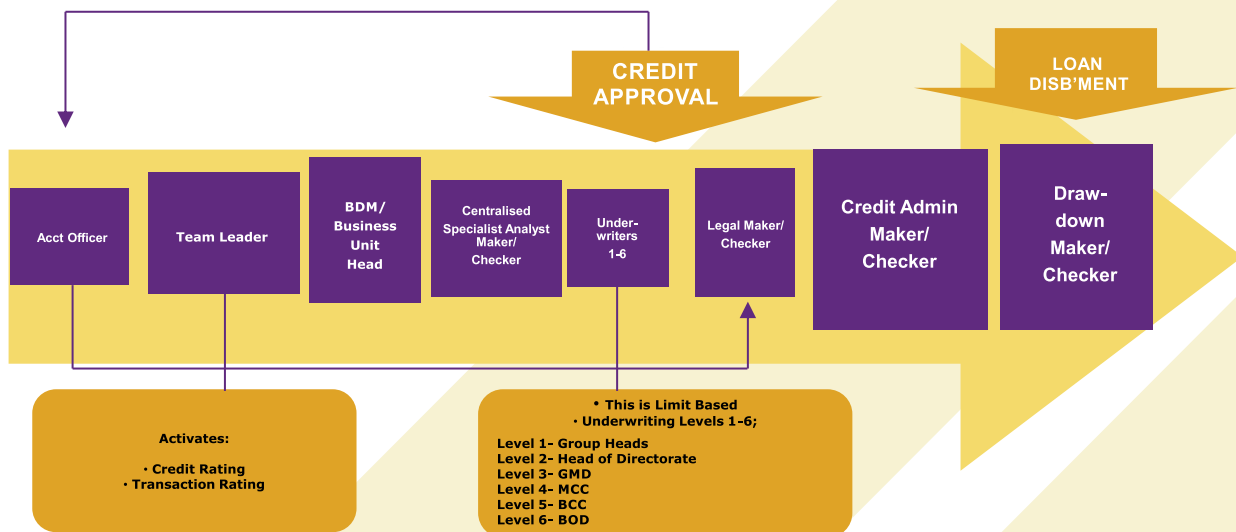 CREDIT
APPROVAL
LOAN
DISB’MENT
Acct Officer
Team Leader
BDM/
Business
Unit
Head
Centralised
Specialist Analyst
Maker/
Checker
Under-
writers
1-6
Legal Maker/
Checker
Credit Admin
Maker/
Checker
Draw-
down
Maker/
Checker
Activates:
• Credit Rating
• Transaction Rating
• This is Limit Based
• Underwriting Levels 1-6;
Level 1- Group Heads
Level 2- Head of Directorate
Level 3- GMD
Level 4- MCC
Level 5- BCC
Level 6- BOD